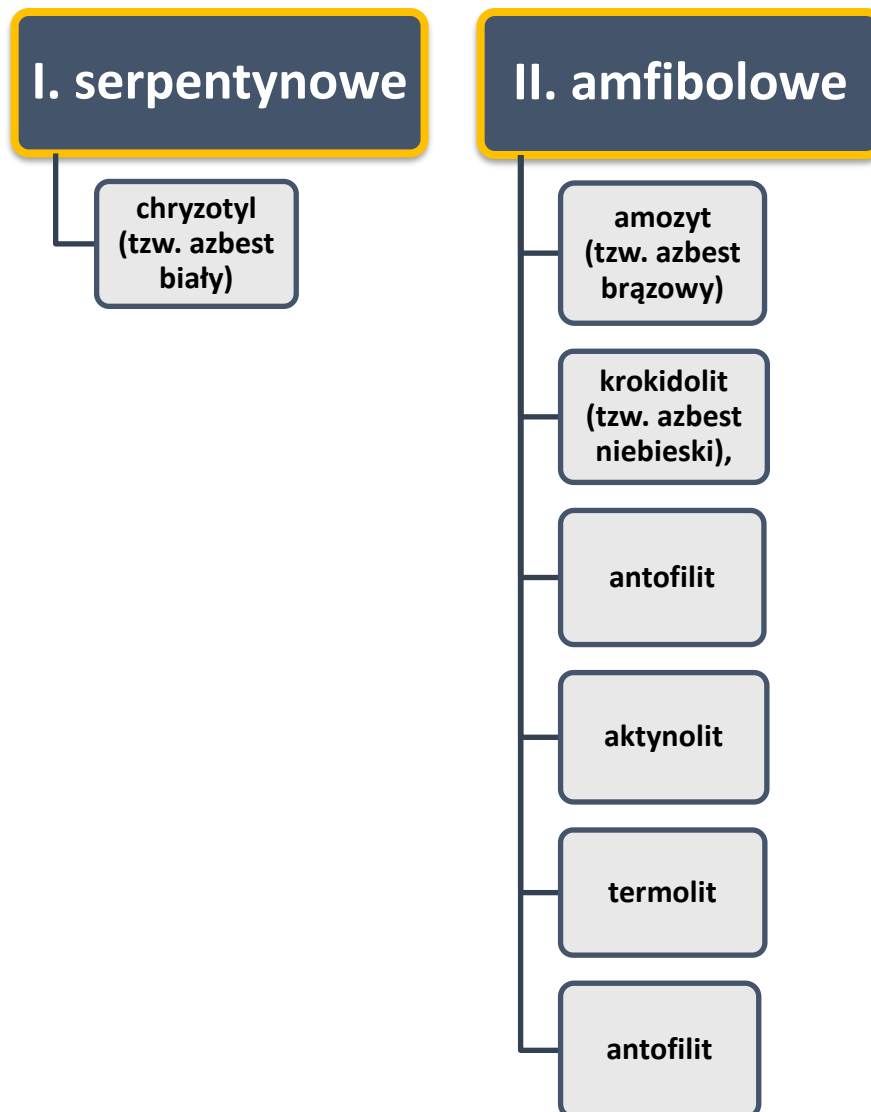 I. serpentynowe
chryzotyl
(tzw. azbest
biały)
II. amfibolowe
amozyt
(tzw. azbest
brązowy)
krokidolit
(tzw. azbest
niebieski),
antofilit
aktynolit
termolit
antofilit